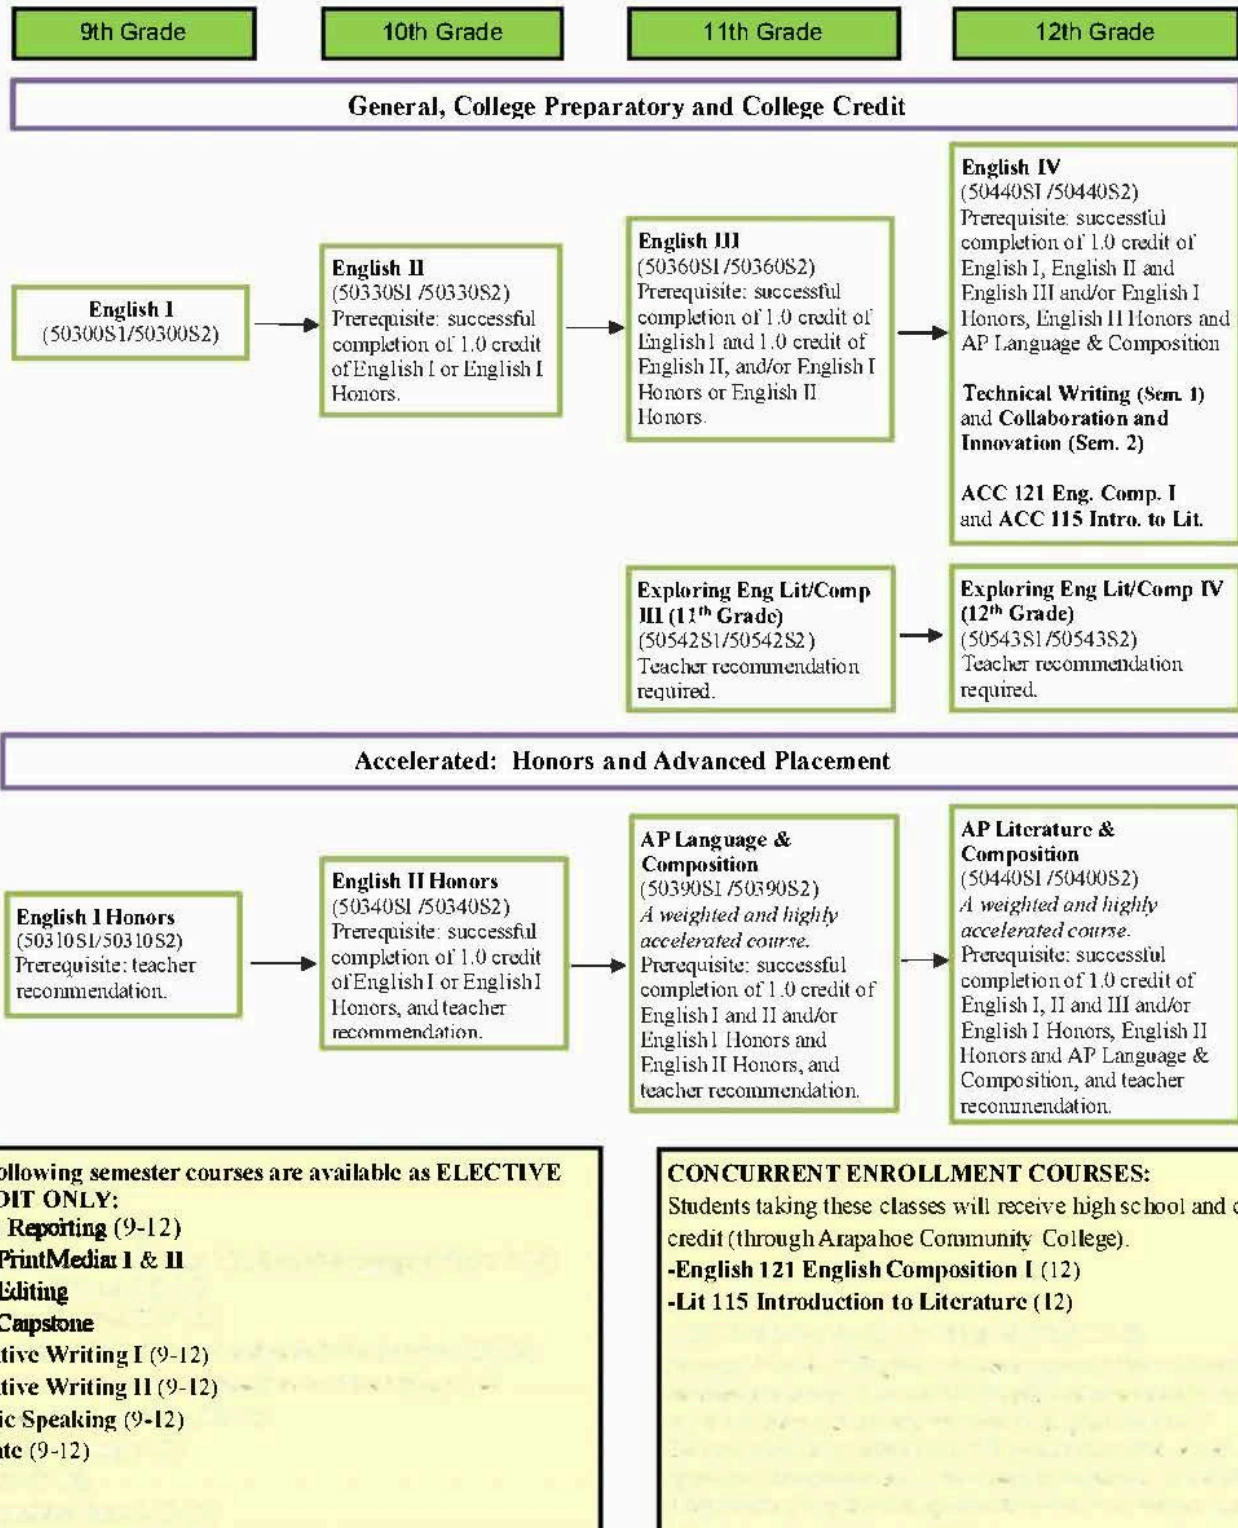 9th Grade
10th Grade
11th Grade
12th Grade
General, College Preparatory and College Credit
English I
(50300S1/50300S2)
English II
(50330S1/50330S2)
Prerequisite: successful
completion of 1.0 credit
of English I or English I
Honors.
English III
(50360S1/50360S2)
Prerequisite: successful
completion of 1.0 credit of
English I and 1.0 credit of
English II, and/or English I
Honors or English II
Honors.
English IV
(50440S1/50440S2)
Prerequisite: successful
completion of 1.0 credit of
English I, English II and
English III and/or English I
Honors, English II Honors and
AP Language & Composition
Technical Writing (Sem. 1)
and Collaboration and
Innovation (Sem. 2)
ACC 121 Eng. Comp. I
and ACC 115 Intro. to Lit.
Exploring Eng Lit/Comp
III (11th Grade)
(50542S1/50542S2)
Teacher recommendation
required.
Exploring Eng Lit/Comp IV
(12th Grade)
(50543S1/50543S2)
Teacher recommendation
required.
Accelerated: Honors and Advanced Placement
English I Honors
(50310S1/50310S2)
Prerequisite: teacher
recommendation.
English II Honors
(50340S1/50340S2)
Prerequisite: successful
completion of 1.0 credit
of English I or English I
Honors, and teacher
recommendation.
AP Language &
Composition
(50390S1/50390S2)
A weighted and highly
accelerated course.
Prerequisite: successful
completion of 1.0 credit of
English I and II and/or
English I Honors and
English II Honors, and
teacher recommendation.
AP Literature &
Composition
(50440S1/50400S2)
A weighted and highly
accelerated course.
Prerequisite: successful
completion of 1.0 credit of
English I, II and III and/or
English I Honors, English II
Honors and AP Language &
Composition, and teacher
recommendation.
ollowing semester courses are available as ELECTIVE
DIT ONLY:
Reporting (9-12)
PrintMedia: I & II
Editing
Capstone
tive Writing I (9-12)
tive Writing II (9-12)
ic Speaking (9-12)
ate (9-12)
CONCURRENT ENROLLMENT COURSES:
Students taking these classes will receive high school and
credit (through Arapahoe Community College).
-English 121 English Composition I (12)
-Lit 115 Introduction to Literature (12)